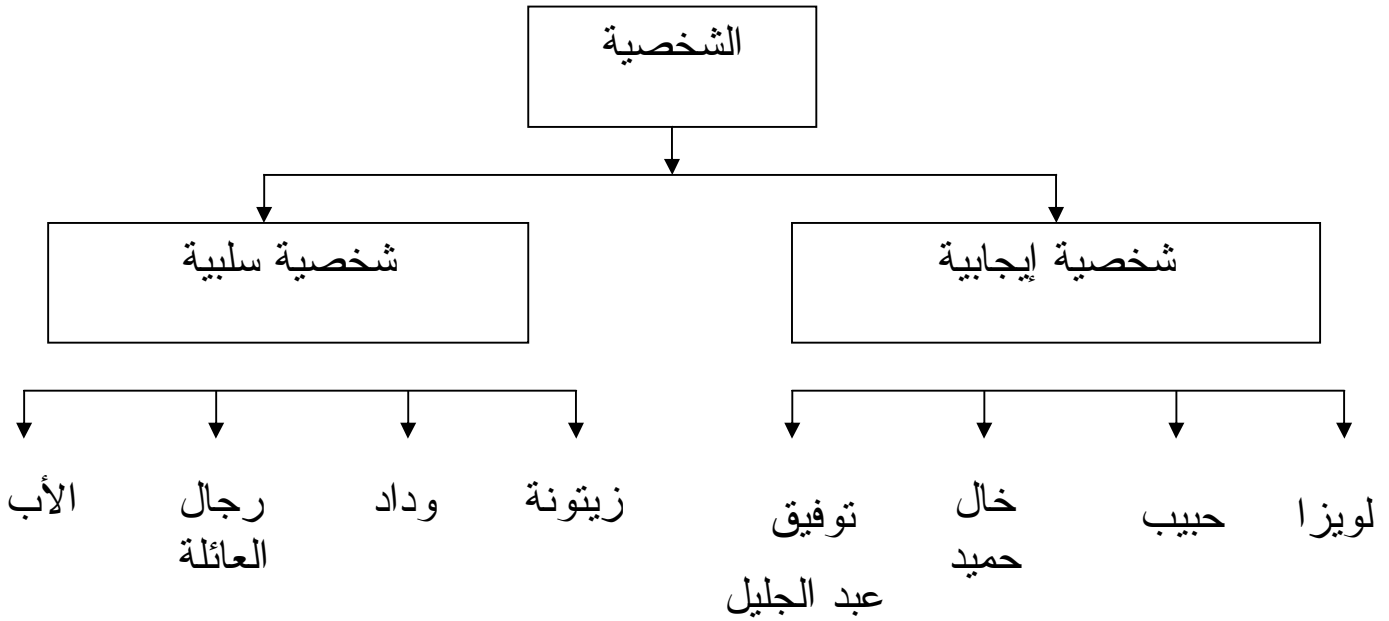 الشخصية
شخصية إيجابية
شخصية سلبية
لويزا
حبيب
خال
حميد
توفيق
عبد الجليل
زيتونة
وداد
رجال
العائلة
الأب